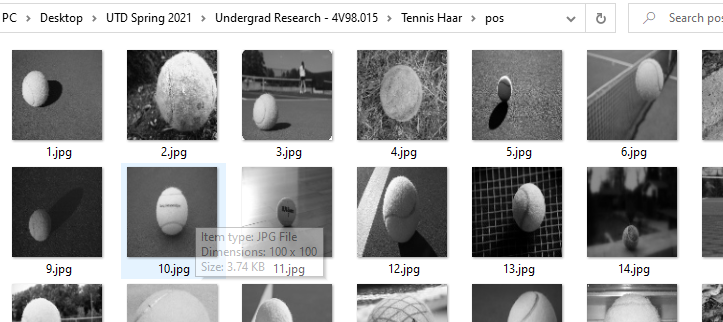 PC > Desktop > UTD Spring 2021 > Undergrad Research - 4V98.015 > Tennis Haar > pos
Search pos
1.jpg 2.jpg 3.jpg 4.jpg 5.jpg 6.jpg
9.jpg 10.jpg 11.jpg 12.jpg 13.jpg 14.jpg
Item type: JPG File
Dimensions: 100 x 100
Size: 3.74 KB